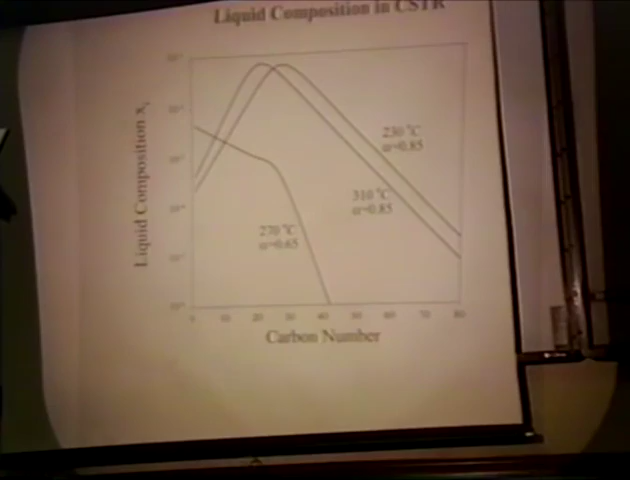 Liquid Composition in CSTR
Liquid Composition xᵢ
230 °C
α=0.85
310 °C
α=0.85
270 °C
α=0.65
0 10 20 30 40 50 60 70 80
Carbon Number